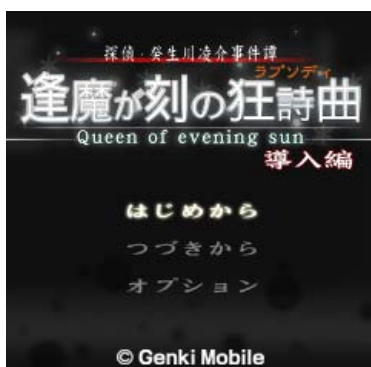 探偵・癸生川凌介事件譚
ラプソディ
逢魔が刻の狂詩曲
Queen of evening sun
導入編
はじめから
つづきから
オプション
© Genki Mobile